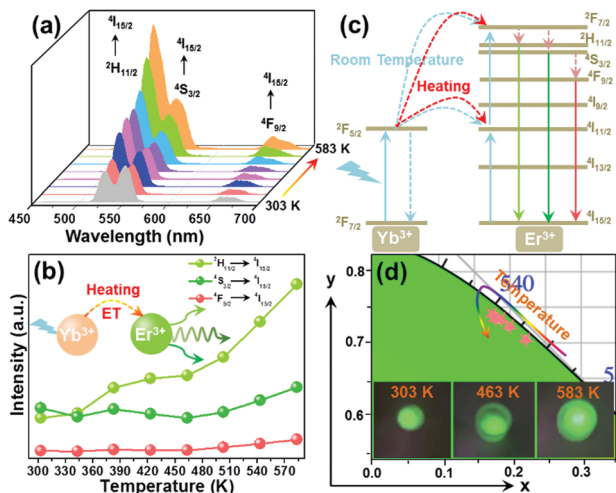 (a)
⁴I₁₅/₂
²H₁₁/₂
⁴I₁₅/₂
⁴S₃/₂
⁴I₁₅/₂
⁴F₉/₂
583 K
303 K
450 500 550 600 650 700
Wavelength (nm)
(c)
Room Temperature
Heating
²F₅/₂
²F₇/₂
Yb³⁺
²F₇/₂
²H₁₁/₂
⁴S₃/₂
⁴F₉/₂
⁴I₉/₂
⁴I₁₁/₂
⁴I₁₃/₂
⁴I₁₅/₂
Er³⁺
(b)
²H₁₁/₂ → ⁴I₁₅/₂
⁴S₃/₂ → ⁴I₁₅/₂
⁴F₉/₂ → ⁴I₁₅/₂
Heating
ET
Yb³⁺
Er³⁺
Intensity (a.u.)
300 330 360 390 420 450 480 510 540 570
Temperature (K)
(d)
y
0.8
0.7
0.6
540
Temperature
5
303 K
463 K
583 K
0.0 0.1 0.2 0.3
x